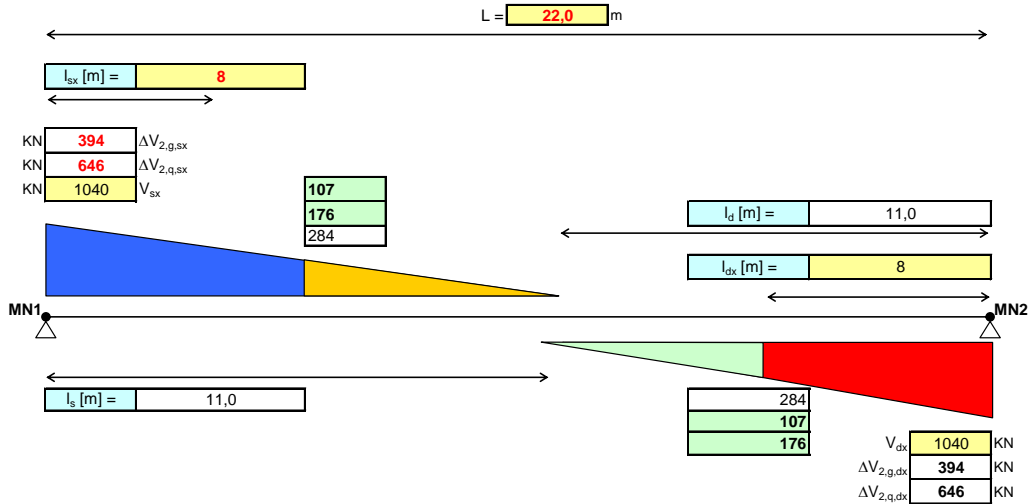 L = 22,0 m
l_sx [m] = 8
KN 394 ΔV_2,g,sx
KN 646 ΔV_2,q,sx
KN 1040 V_sx
107
176
284
l_d [m] = 11,0
l_dx [m] = 8
MN1 MN2
l_s [m] = 11,0
284
107
176
V_dx 1040 KN
ΔV_2,g,dx 394 KN
ΔV_2,q,dx 646 KN